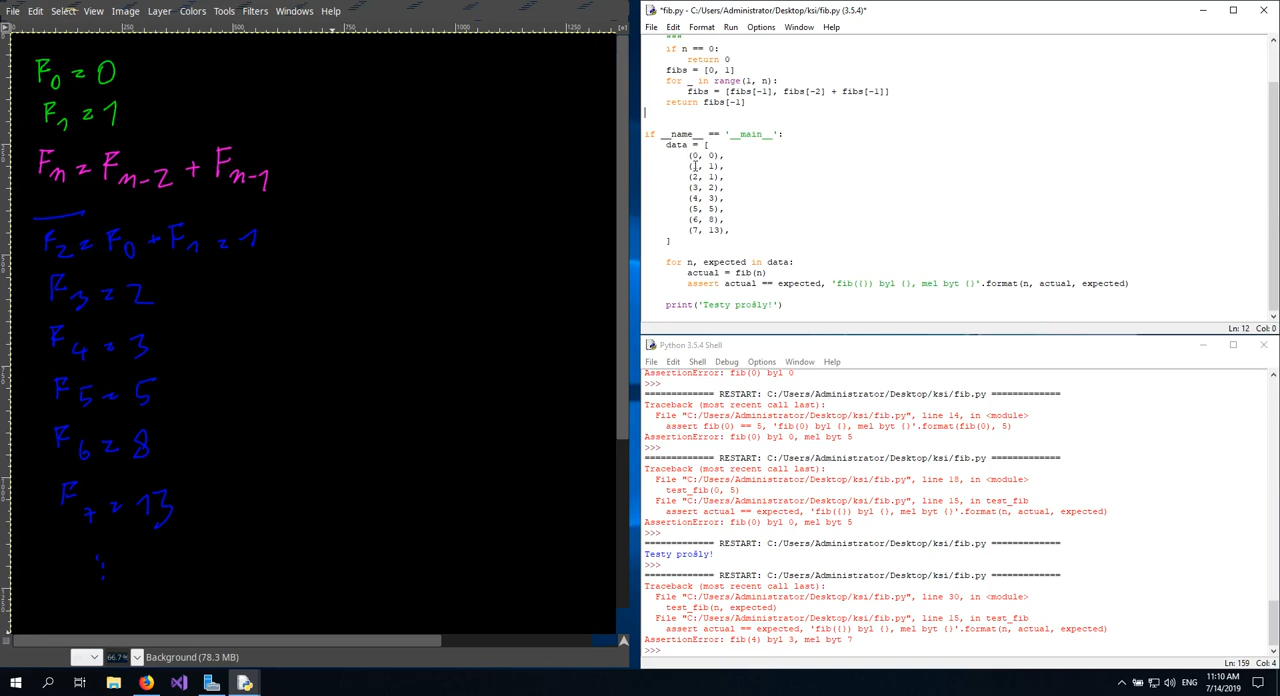 File Edit Select View Image Layer Colors Tools Filters Windows Help
0 250 500 750 1000 1250
F0 = 0
F1 = 1
Fn = Fn-2 + Fn-1
F2 = F0 + F1 = 1
F3 = 2
F4 = 3
F5 = 5
F6 = 8
F7 = 13
⋮
66.7 Background (78.3 MB)
*fib.py - C:/Users/Administrator/Desktop/ksi/fib.py (3.5.4)*
File Edit Format Run Options Window Help
"""
if n == 0:
return 0
fibs = [0, 1]
for _ in range(1, n):
fibs = [fibs[-1], fibs[-2] + fibs[-1]]
return fibs[-1]
if __name__ == '__main__':
data = [
(0, 0),
(1, 1),
(2, 1),
(3, 2),
(4, 3),
(5, 5),
(6, 8),
(7, 13),
]
for n, expected in data:
actual = fib(n)
assert actual == expected, 'fib({}) byl {}, mel byt {}'.format(n, actual, expected)
print('Testy prošly!')
Ln: 12 Col: 0
Python 3.5.4 Shell
File Edit Shell Debug Options Window Help
AssertionError: fib(0) byl 0
>>>
============= RESTART: C:/Users/Administrator/Desktop/ksi/fib.py =============
Traceback (most recent call last):
File "C:/Users/Administrator/Desktop/ksi/fib.py", line 14, in <module>
assert fib(0) == 5, 'fib(0) byl {}, mel byt {}'.format(fib(0), 5)
AssertionError: fib(0) byl 0, mel byt 5
>>>
============= RESTART: C:/Users/Administrator/Desktop/ksi/fib.py =============
Traceback (most recent call last):
File "C:/Users/Administrator/Desktop/ksi/fib.py", line 18, in <module>
test_fib(0, 5)
File "C:/Users/Administrator/Desktop/ksi/fib.py", line 15, in test_fib
assert actual == expected, 'fib({}) byl {}, mel byt {}'.format(n, actual, expected)
AssertionError: fib(0) byl 0, mel byt 5
>>>
============= RESTART: C:/Users/Administrator/Desktop/ksi/fib.py =============
Testy prošly!
>>>
============= RESTART: C:/Users/Administrator/Desktop/ksi/fib.py =============
Traceback (most recent call last):
File "C:/Users/Administrator/Desktop/ksi/fib.py", line 30, in <module>
test_fib(n, expected)
File "C:/Users/Administrator/Desktop/ksi/fib.py", line 15, in test_fib
assert actual == expected, 'fib({}) byl {}, mel byt {}'.format(n, actual, expected)
AssertionError: fib(4) byl 3, mel byt 7
>>>
Ln: 159 Col: 4
ENG
11:10 AM
7/14/2019